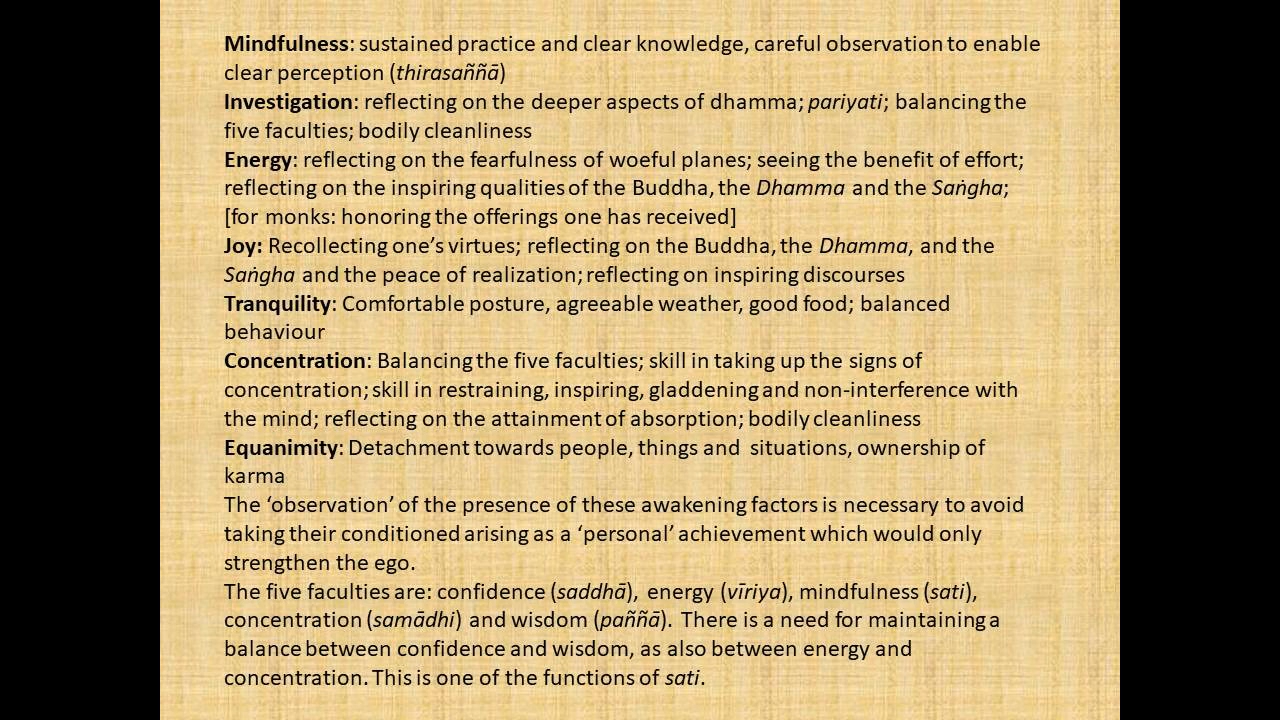 Mindfulness: sustained practice and clear knowledge, careful observation to enable
clear perception (thirasaññā)
Investigation: reflecting on the deeper aspects of dhamma; pariyati; balancing the
five faculties; bodily cleanliness
Energy: reflecting on the fearfulness of woeful planes; seeing the benefit of effort;
reflecting on the inspiring qualities of the Buddha, the Dhamma and the Saṅgha;
[for monks: honoring the offerings one has received]
Joy: Recollecting one’s virtues; reflecting on the Buddha, the Dhamma, and the
Saṅgha and the peace of realization; reflecting on inspiring discourses
Tranquility: Comfortable posture, agreeable weather, good food; balanced
behaviour
Concentration: Balancing the five faculties; skill in taking up the signs of
concentration; skill in restraining, inspiring, gladdening and non-interference with
the mind; reflecting on the attainment of absorption; bodily cleanliness
Equanimity: Detachment towards people, things and situations, ownership of
karma
The ‘observation’ of the presence of these awakening factors is necessary to avoid
taking their conditioned arising as a ‘personal’ achievement which would only
strengthen the ego.
The five faculties are: confidence (saddhā), energy (vīriya), mindfulness (sati),
concentration (samādhi) and wisdom (paññā). There is a need for maintaining a
balance between confidence and wisdom, as also between energy and
concentration. This is one of the functions of sati.